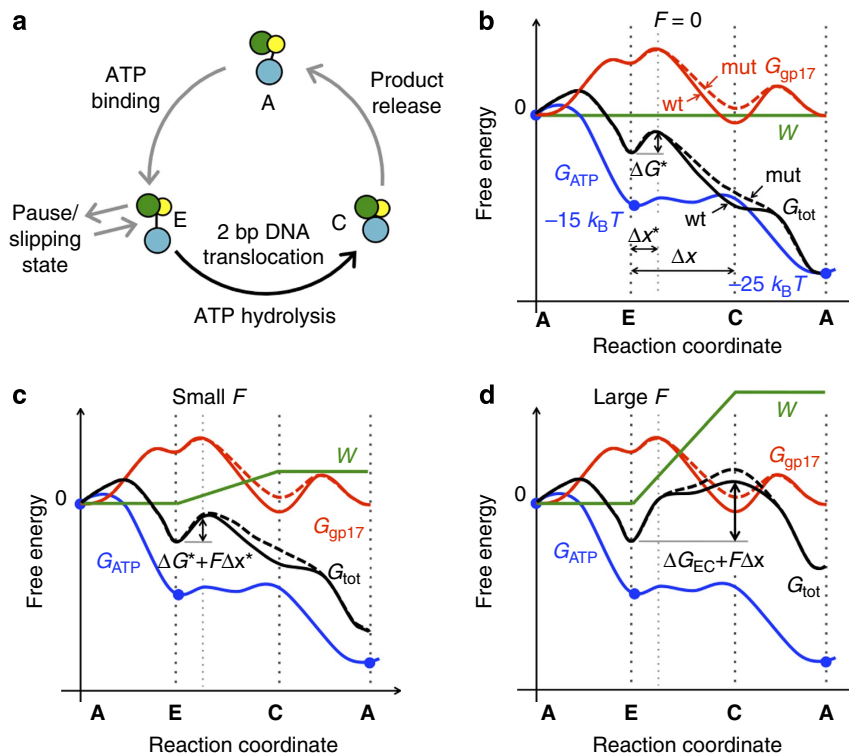 a
ATP
binding
A
Product
release
Pause/
slipping
state
E
C
2 bp DNA
translocation
ATP hydrolysis
b
F = 0
Free energy
0
mut
G_gp17
wt
W
G_ATP
ΔG*
mut
–15 k_BT
wt
G_tot
Δx*
Δx
–25 k_BT
A E C A
Reaction coordinate
c
Small F
Free energy
W
0
G_gp17
G_ATP
ΔG*+FΔx*
G_tot
A E C A
Reaction coordinate
d
Large F
Free energy
W
G_gp17
0
G_ATP
ΔG_EC+FΔx
G_tot
A E C A
Reaction coordinate